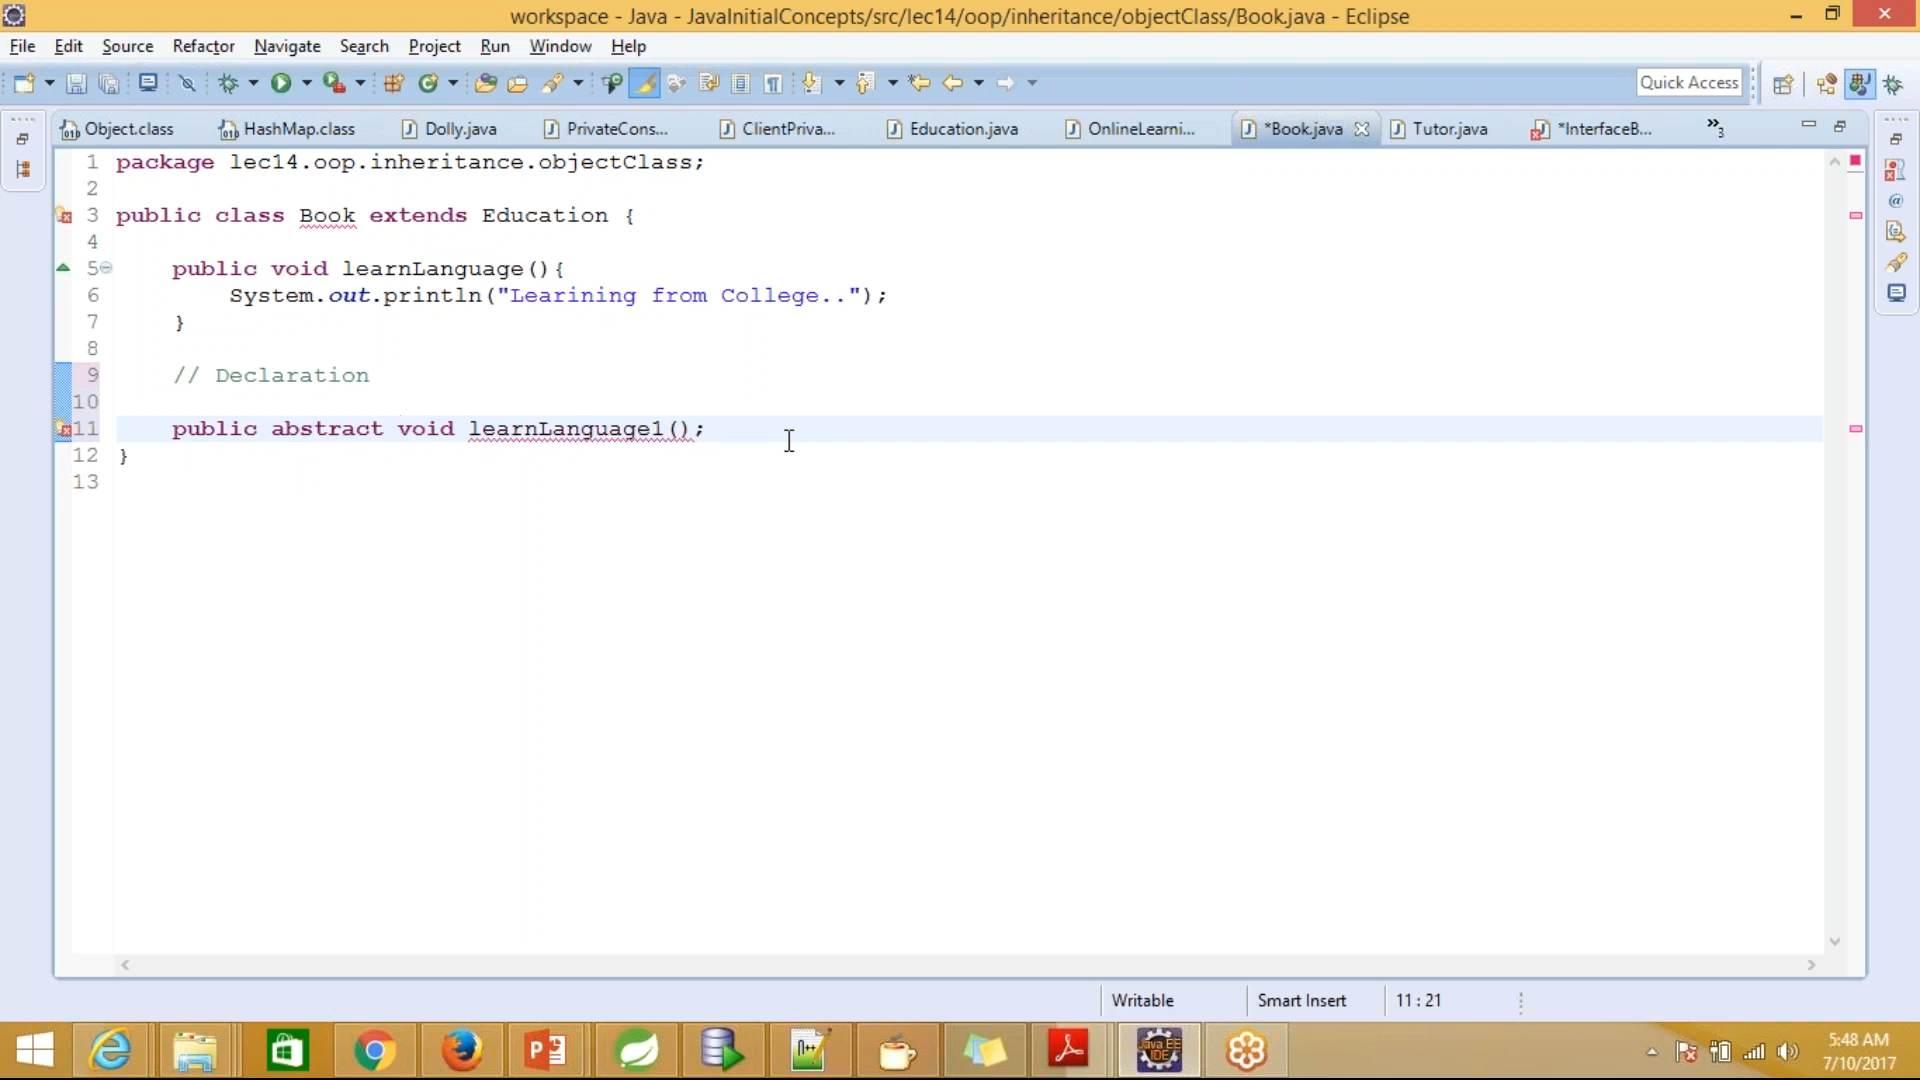 workspace - Java - JavaInitialConcepts/src/lec14/oop/inheritance/objectClass/Book.java - Eclipse
File Edit Source Refactor Navigate Search Project Run Window Help
Quick Access
Object.class HashMap.class Dolly.java PrivateCons... ClientPriva... Education.java OnlineLearni... *Book.java Tutor.java *InterfaceB... »3
1 package lec14.oop.inheritance.objectClass;
2
3 public class Book extends Education {
4
5 public void learnLanguage(){
6 System.out.println("Learining from College..");
7 }
8
9 // Declaration
10
11 public abstract void learnLanguage1();
12 }
13
Writable Smart Insert 11 : 21
5:48 AM
7/10/2017